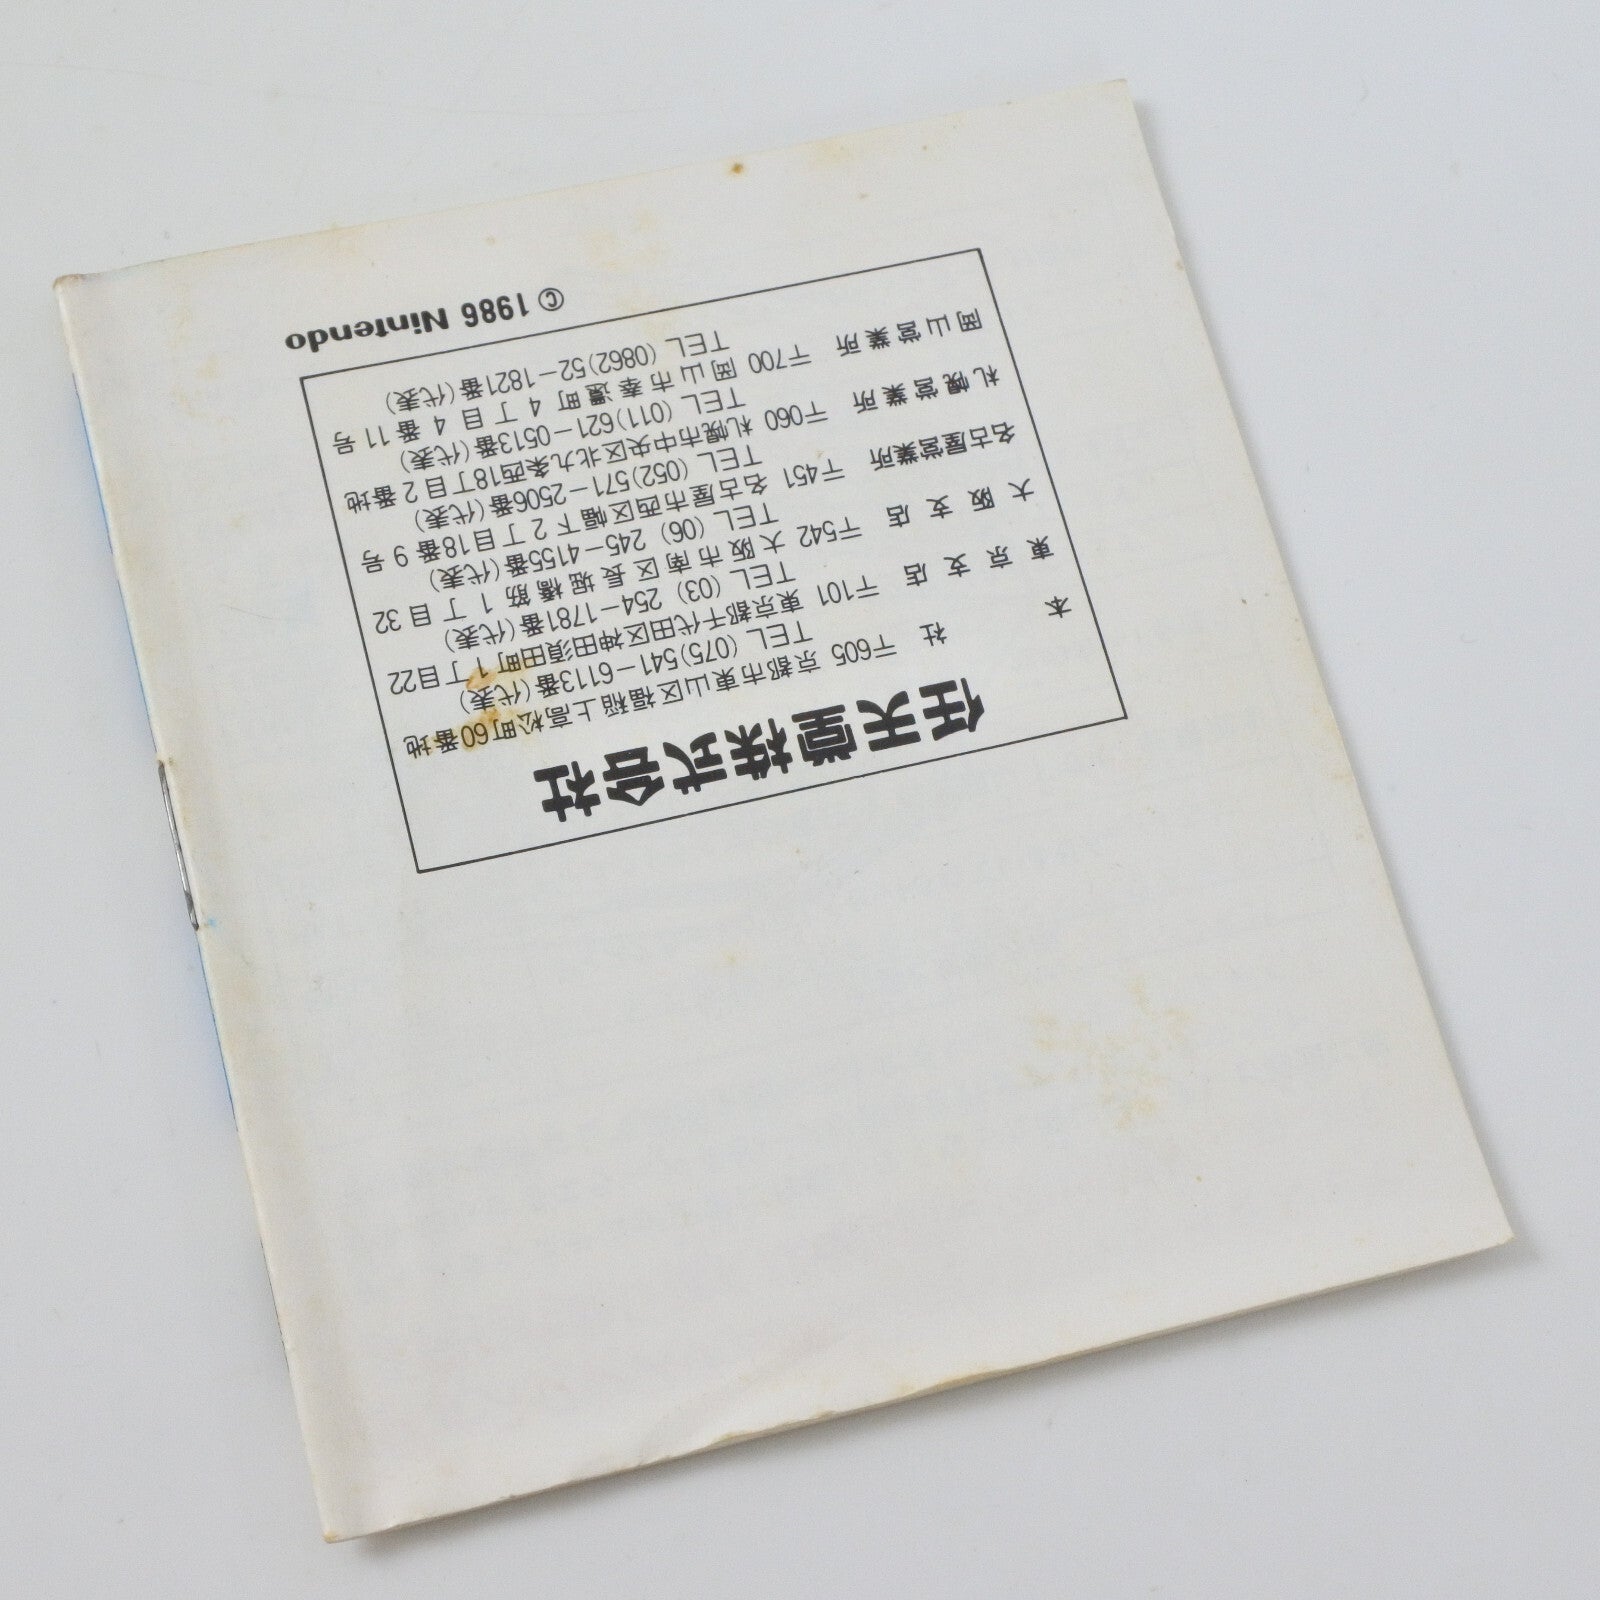 任天堂株式会社
本社 〒605 京都市東山区福稲上高松町60番地
TEL (075)541-6113番(代表)
東京支店 〒101 東京都千代田区神田須田町1丁目22
TEL (03) 254-1781番(代表)
大阪支店 〒542 大阪市南区長堀橋筋1丁目32
TEL (06) 245-4155番(代表)
名古屋営業所 〒451 名古屋市西区幅下2丁目18番9号
TEL (052)571-2506番(代表)
札幌営業所 〒060 札幌市中央区北九条西18丁目2番地
TEL (011)621-0513番(代表)
岡山営業所 〒700 岡山市奉還町4丁目4番11号
TEL (0862)52-1821番(代表)
© 1986 Nintendo